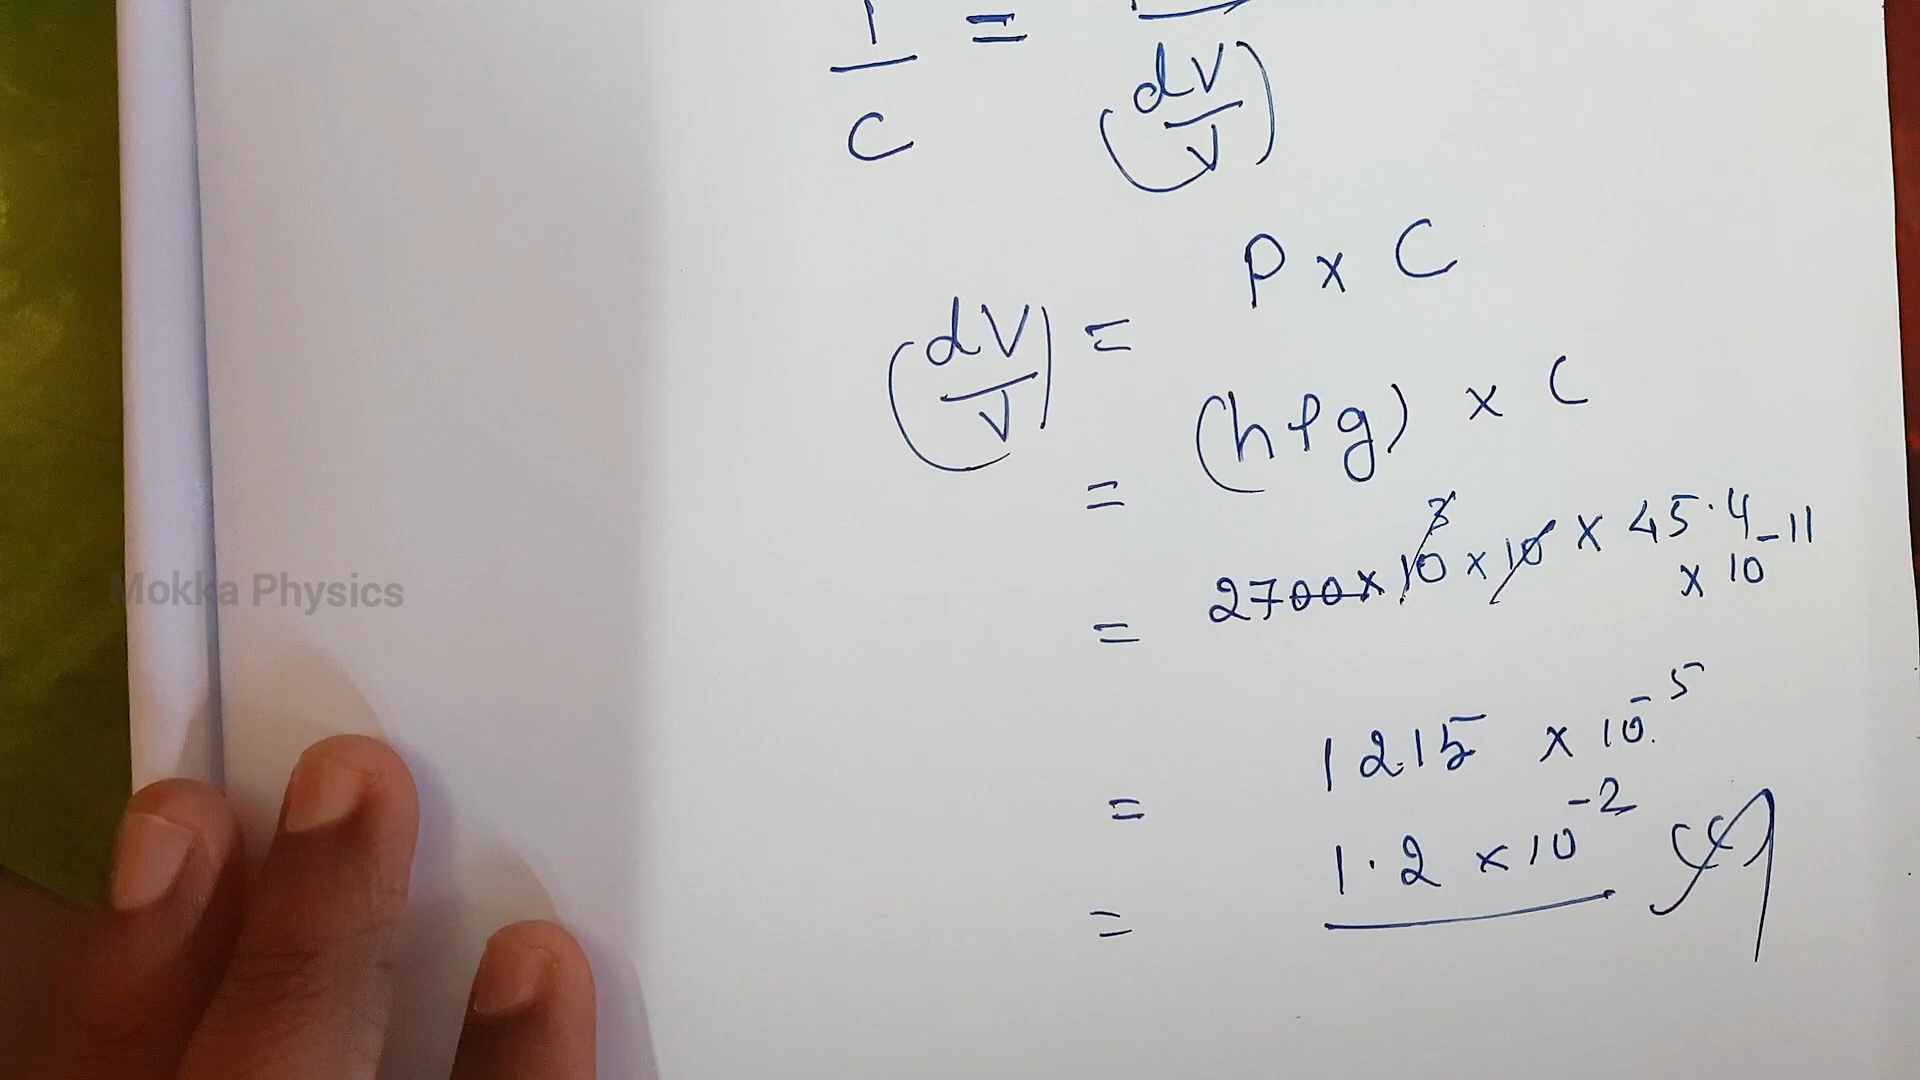 1/C = P/(dV/V)
P x C
(dV/V) =
= (hρg) x C
= 2700 x 10³ x 10 x 45.4 x 10⁻¹¹
= 1215 x 10⁻⁵
= 1.2 x 10⁻²
Mokka Physics